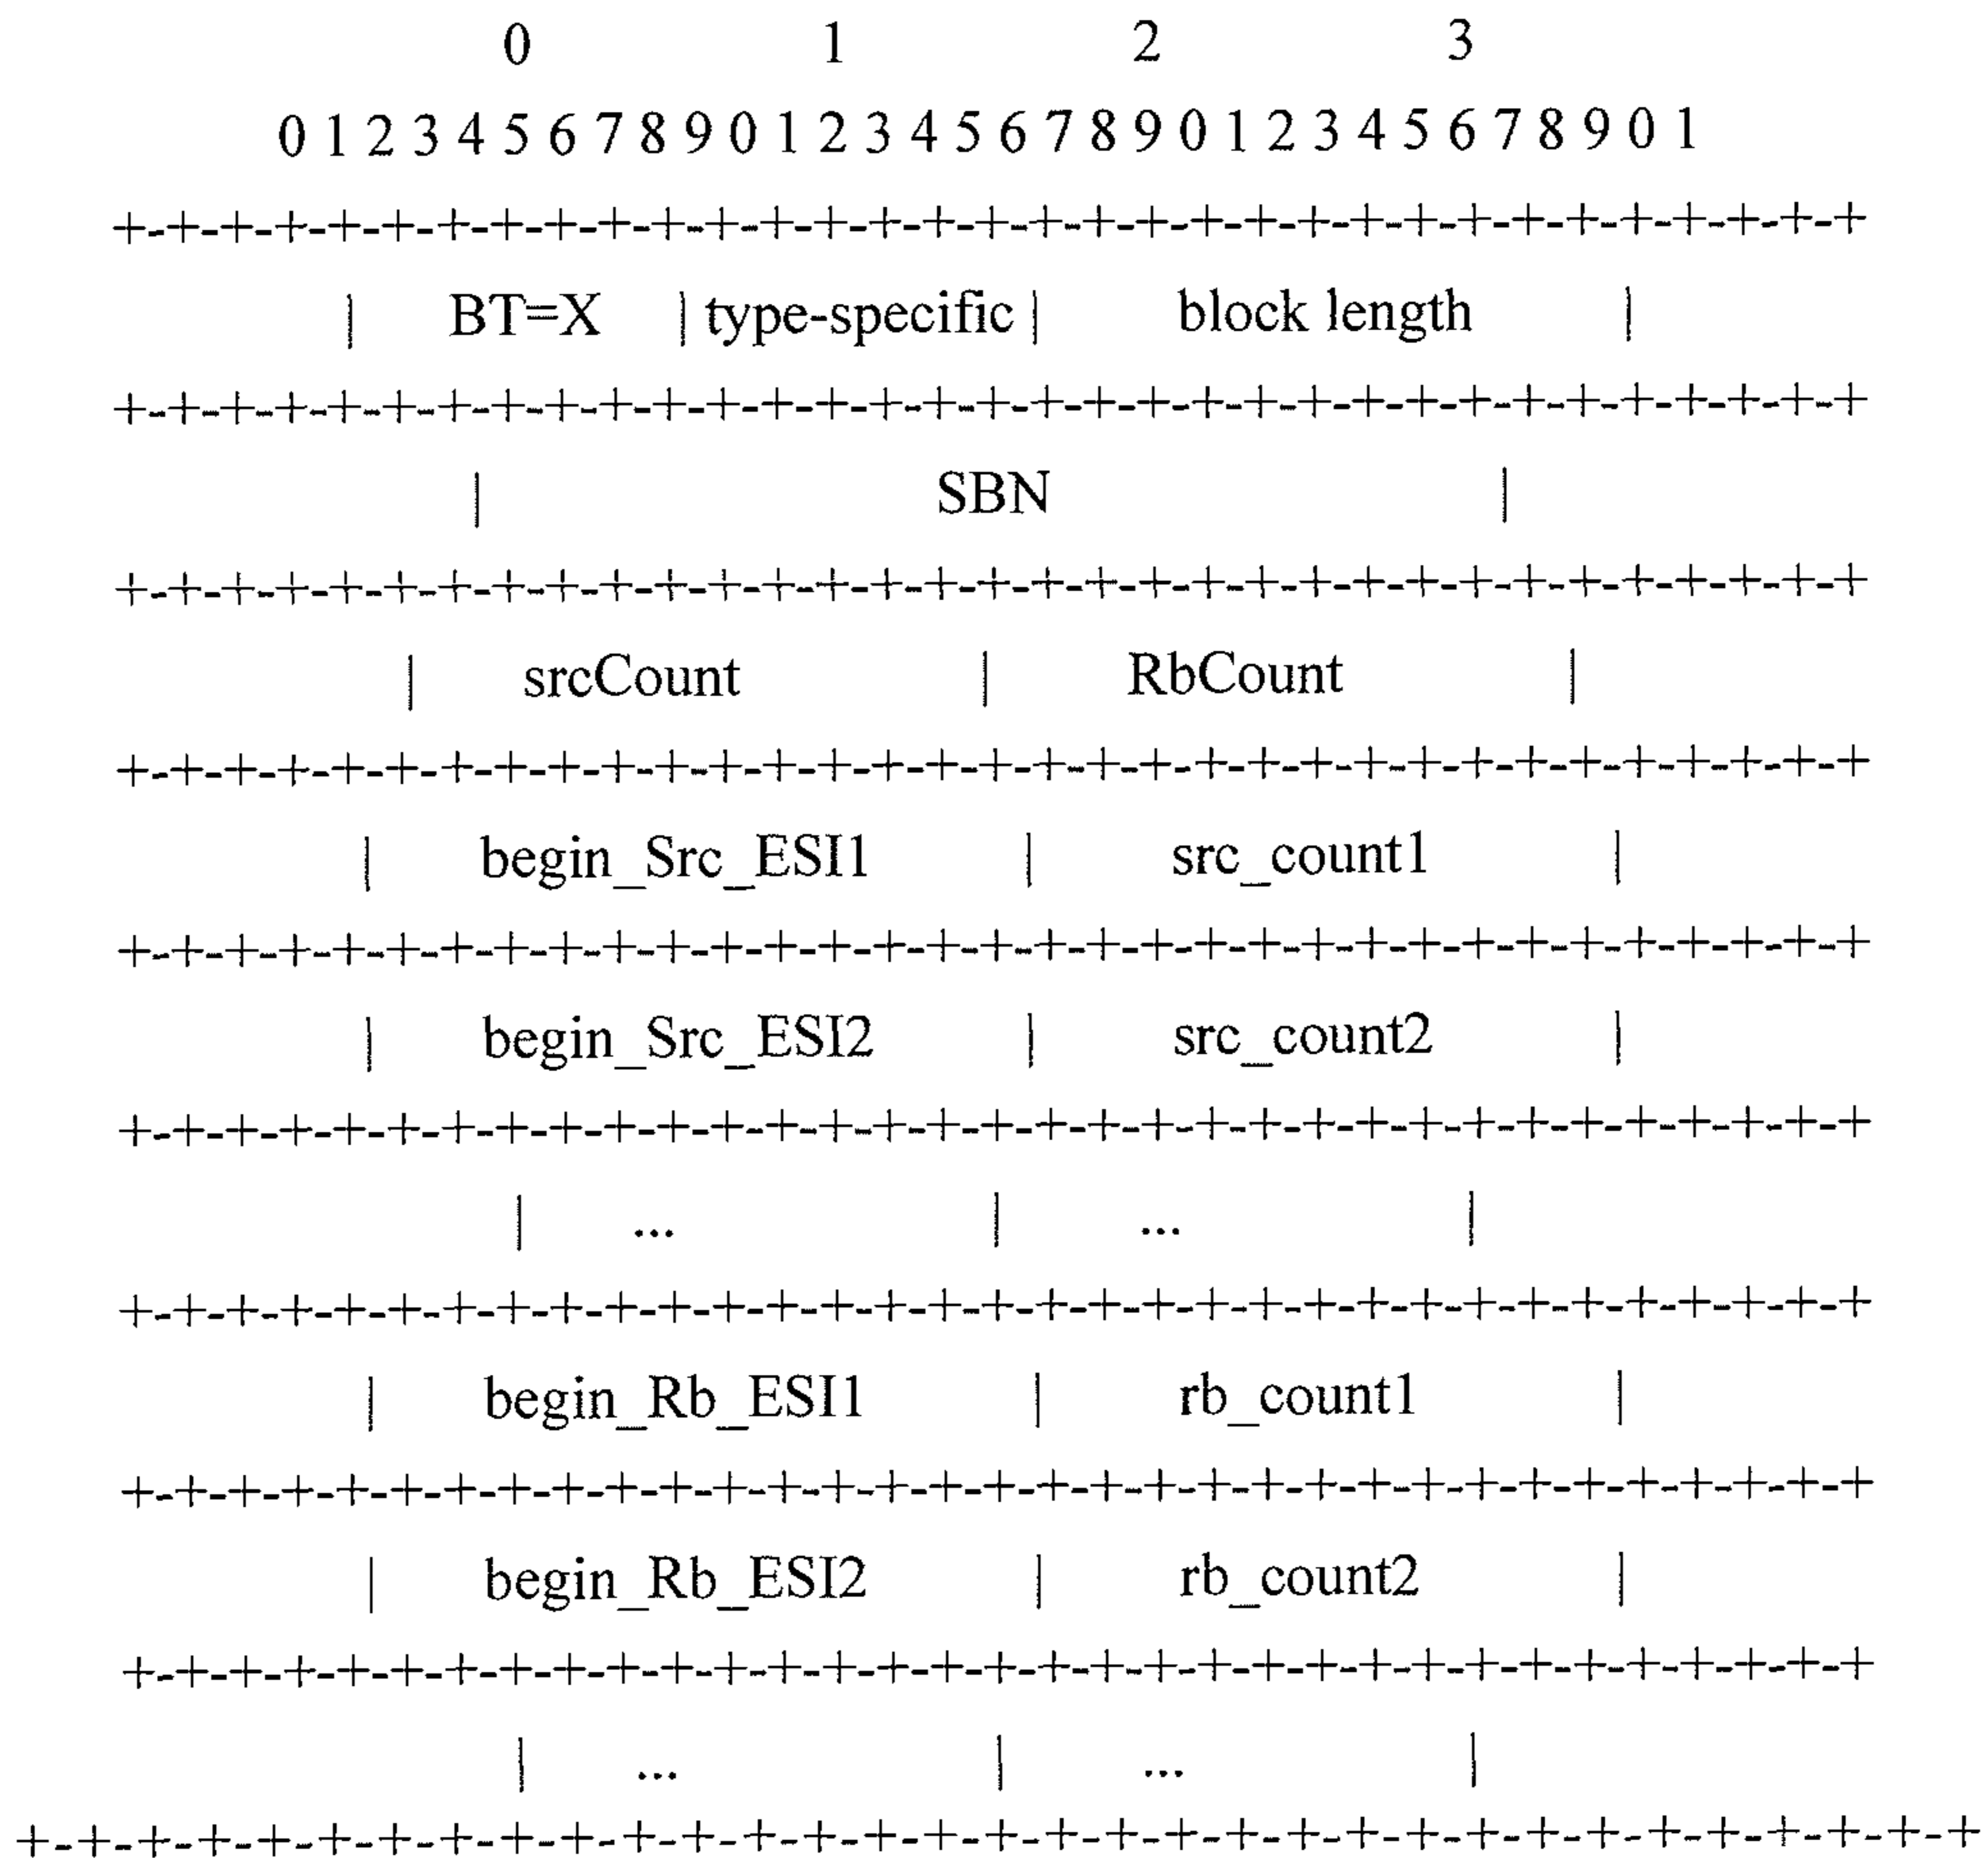 0 1 2 3
0 1 2 3 4 5 6 7 8 9 0 1 2 3 4 5 6 7 8 9 0 1 2 3 4 5 6 7 8 9 0 1
+-+-+-+-+-+-+-+-+-+-+-+-+-+-+-+-+-+-+-+-+-+-+-+-+-+-+-+-+-+-+-+-+
| BT=X | type-specific | block length |
+-+-+-+-+-+-+-+-+-+-+-+-+-+-+-+-+-+-+-+-+-+-+-+-+-+-+-+-+-+-+-+-+
| SBN |
+-+-+-+-+-+-+-+-+-+-+-+-+-+-+-+-+-+-+-+-+-+-+-+-+-+-+-+-+-+-+-+-+
| srcCount | RbCount |
+-+-+-+-+-+-+-+-+-+-+-+-+-+-+-+-+-+-+-+-+-+-+-+-+-+-+-+-+-+-+-+-+
| begin_Src_ESI1 | src_count1 |
+-+-+-+-+-+-+-+-+-+-+-+-+-+-+-+-+-+-+-+-+-+-+-+-+-+-+-+-+-+-+-+-+
| begin_Src_ESI2 | src_count2 |
+-+-+-+-+-+-+-+-+-+-+-+-+-+-+-+-+-+-+-+-+-+-+-+-+-+-+-+-+-+-+-+-+
| ... | ... |
+-+-+-+-+-+-+-+-+-+-+-+-+-+-+-+-+-+-+-+-+-+-+-+-+-+-+-+-+-+-+-+-+
| begin_Rb_ESI1 | rb_count1 |
+-+-+-+-+-+-+-+-+-+-+-+-+-+-+-+-+-+-+-+-+-+-+-+-+-+-+-+-+-+-+-+-+
| begin_Rb_ESI2 | rb_count2 |
+-+-+-+-+-+-+-+-+-+-+-+-+-+-+-+-+-+-+-+-+-+-+-+-+-+-+-+-+-+-+-+-+
| ... | ... |
+-+-+-+-+-+-+-+-+-+-+-+-+-+-+-+-+-+-+-+-+-+-+-+-+-+-+-+-+-+-+-+-+